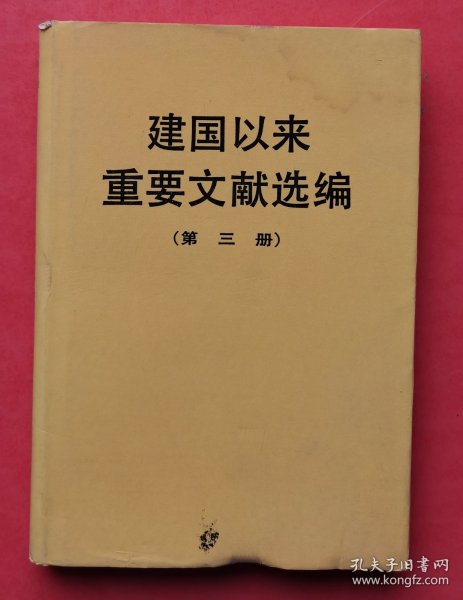 建国以来
重要文献选编
(第 三 册)
孔夫子旧书网
www.kongfz.com